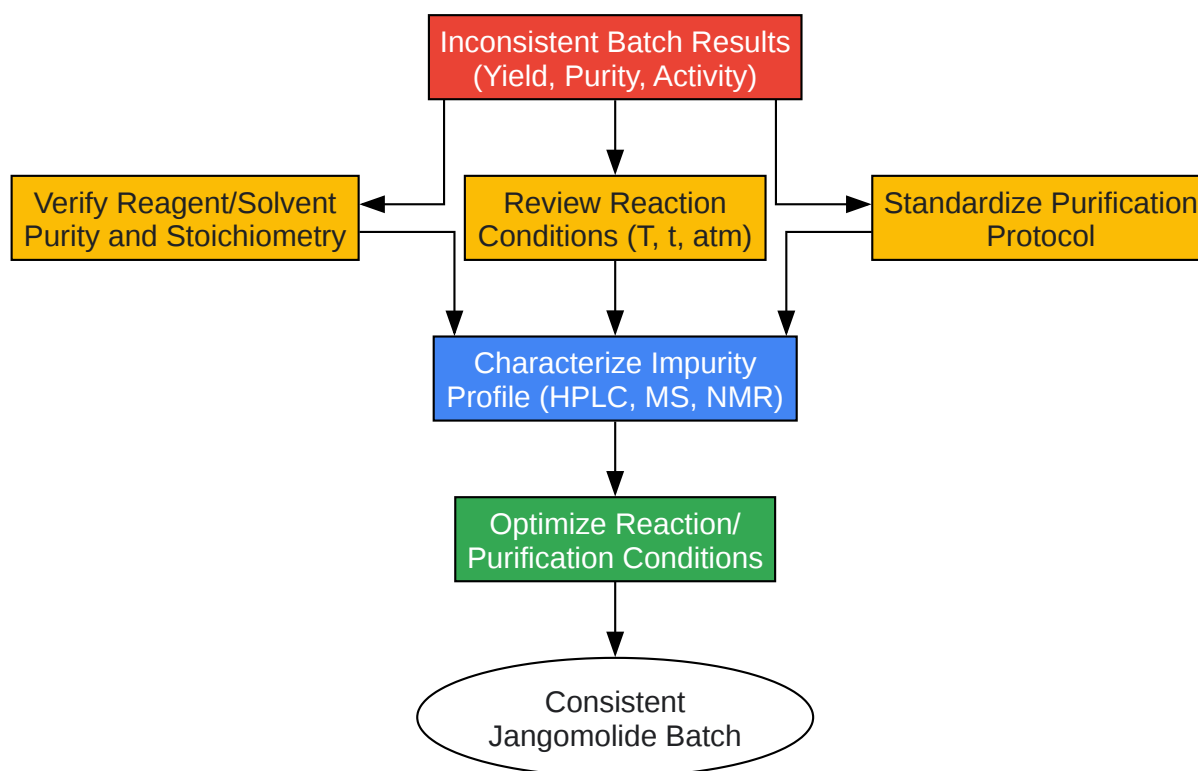 Inconsistent Batch Results
(Yield, Purity, Activity)
Verify Reagent/Solvent
Purity and Stoichiometry
Review Reaction
Conditions (T, t, atm)
Standardize Purification
Protocol
Characterize Impurity
Profile (HPLC, MS, NMR)
Optimize Reaction/
Purification Conditions
Consistent
Jangomolide Batch